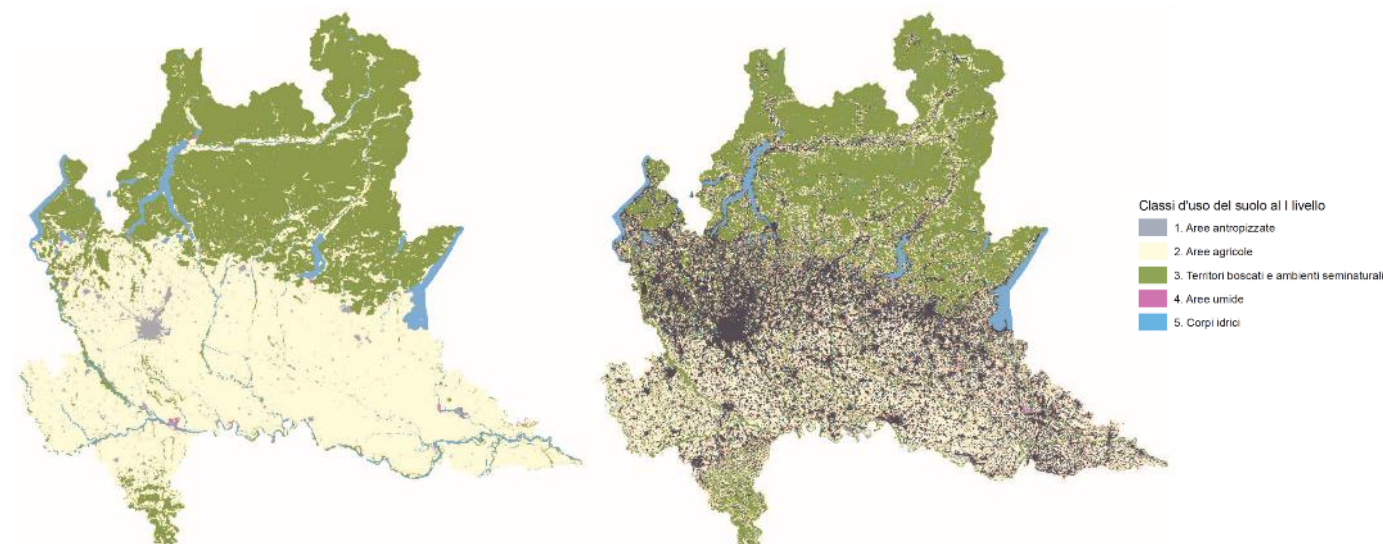 Classi d'uso del suolo al I livello
1. Aree antropizzate
2. Aree agricole
3. Territori boscati e ambienti seminaturali
4. Aree umide
5. Corpi idrici